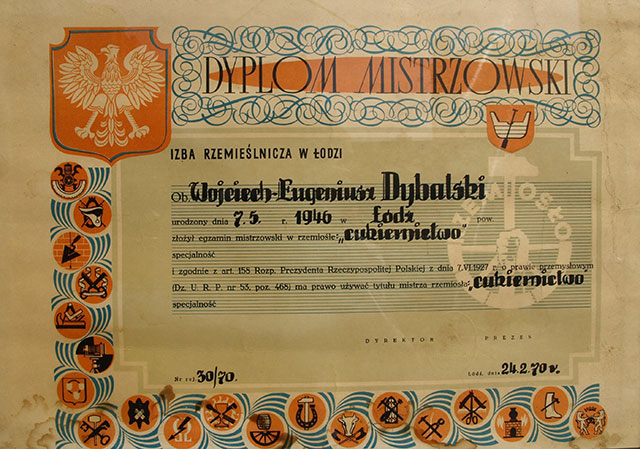 DYPLOM MISTRZOWSKI
IZBA RZEMIEŚLNICZA W ŁODZI
Ob. Wojciech-Eugeniusz Dybalski
urodzony dnia 7.5. r. 1946 w Łódź pow.
złożył egzamin mistrzowski w rzemiośle: „cukiernictwo”
specjalność
i zgodnie z art. 158 Rozp. Prezydenta Rzeczypospolitej Polskiej z dnia 7.VI.1927 r. o prawie przemysłowym
(Dz. U. R. P. nr 53, poz. 468) ma prawo używać tytułu mistrza rzemiosła: „cukiernictwo
specjalność
DYREKTOR PREZES
Nr rej. 30/70. Łódź, dnia 24.2.70 r.